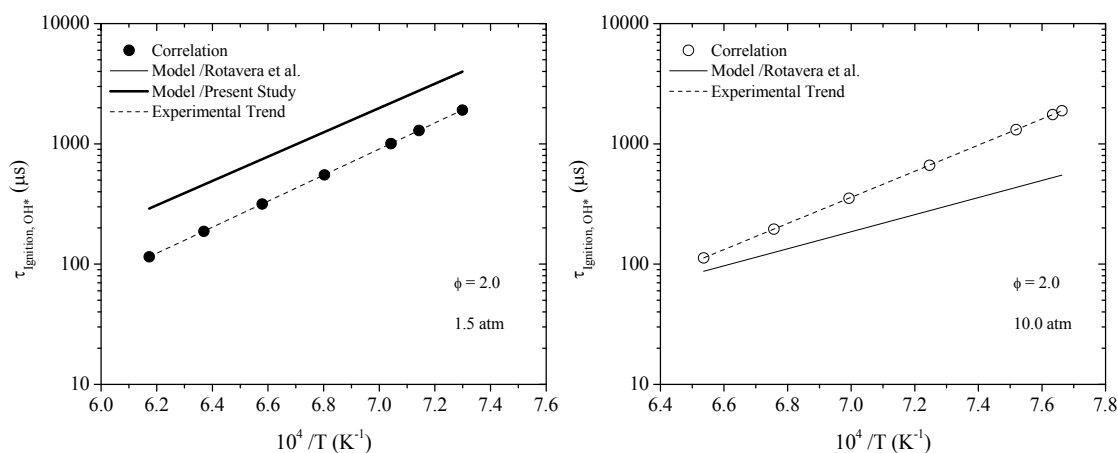 10000
1000
100
10
τIgnition, OH* (μs)
Correlation
Model /Rotavera et al.
Model /Present Study
Experimental Trend
ϕ = 2.0
1.5 atm
6.0 6.2 6.4 6.6 6.8 7.0 7.2 7.4 7.6
10⁴ /T (K⁻¹)
10000
1000
100
10
τIgnition, OH* (μs)
Correlation
Model /Rotavera et al.
Experimental Trend
ϕ = 2.0
10.0 atm
6.4 6.6 6.8 7.0 7.2 7.4 7.6 7.8
10⁴ /T (K⁻¹)